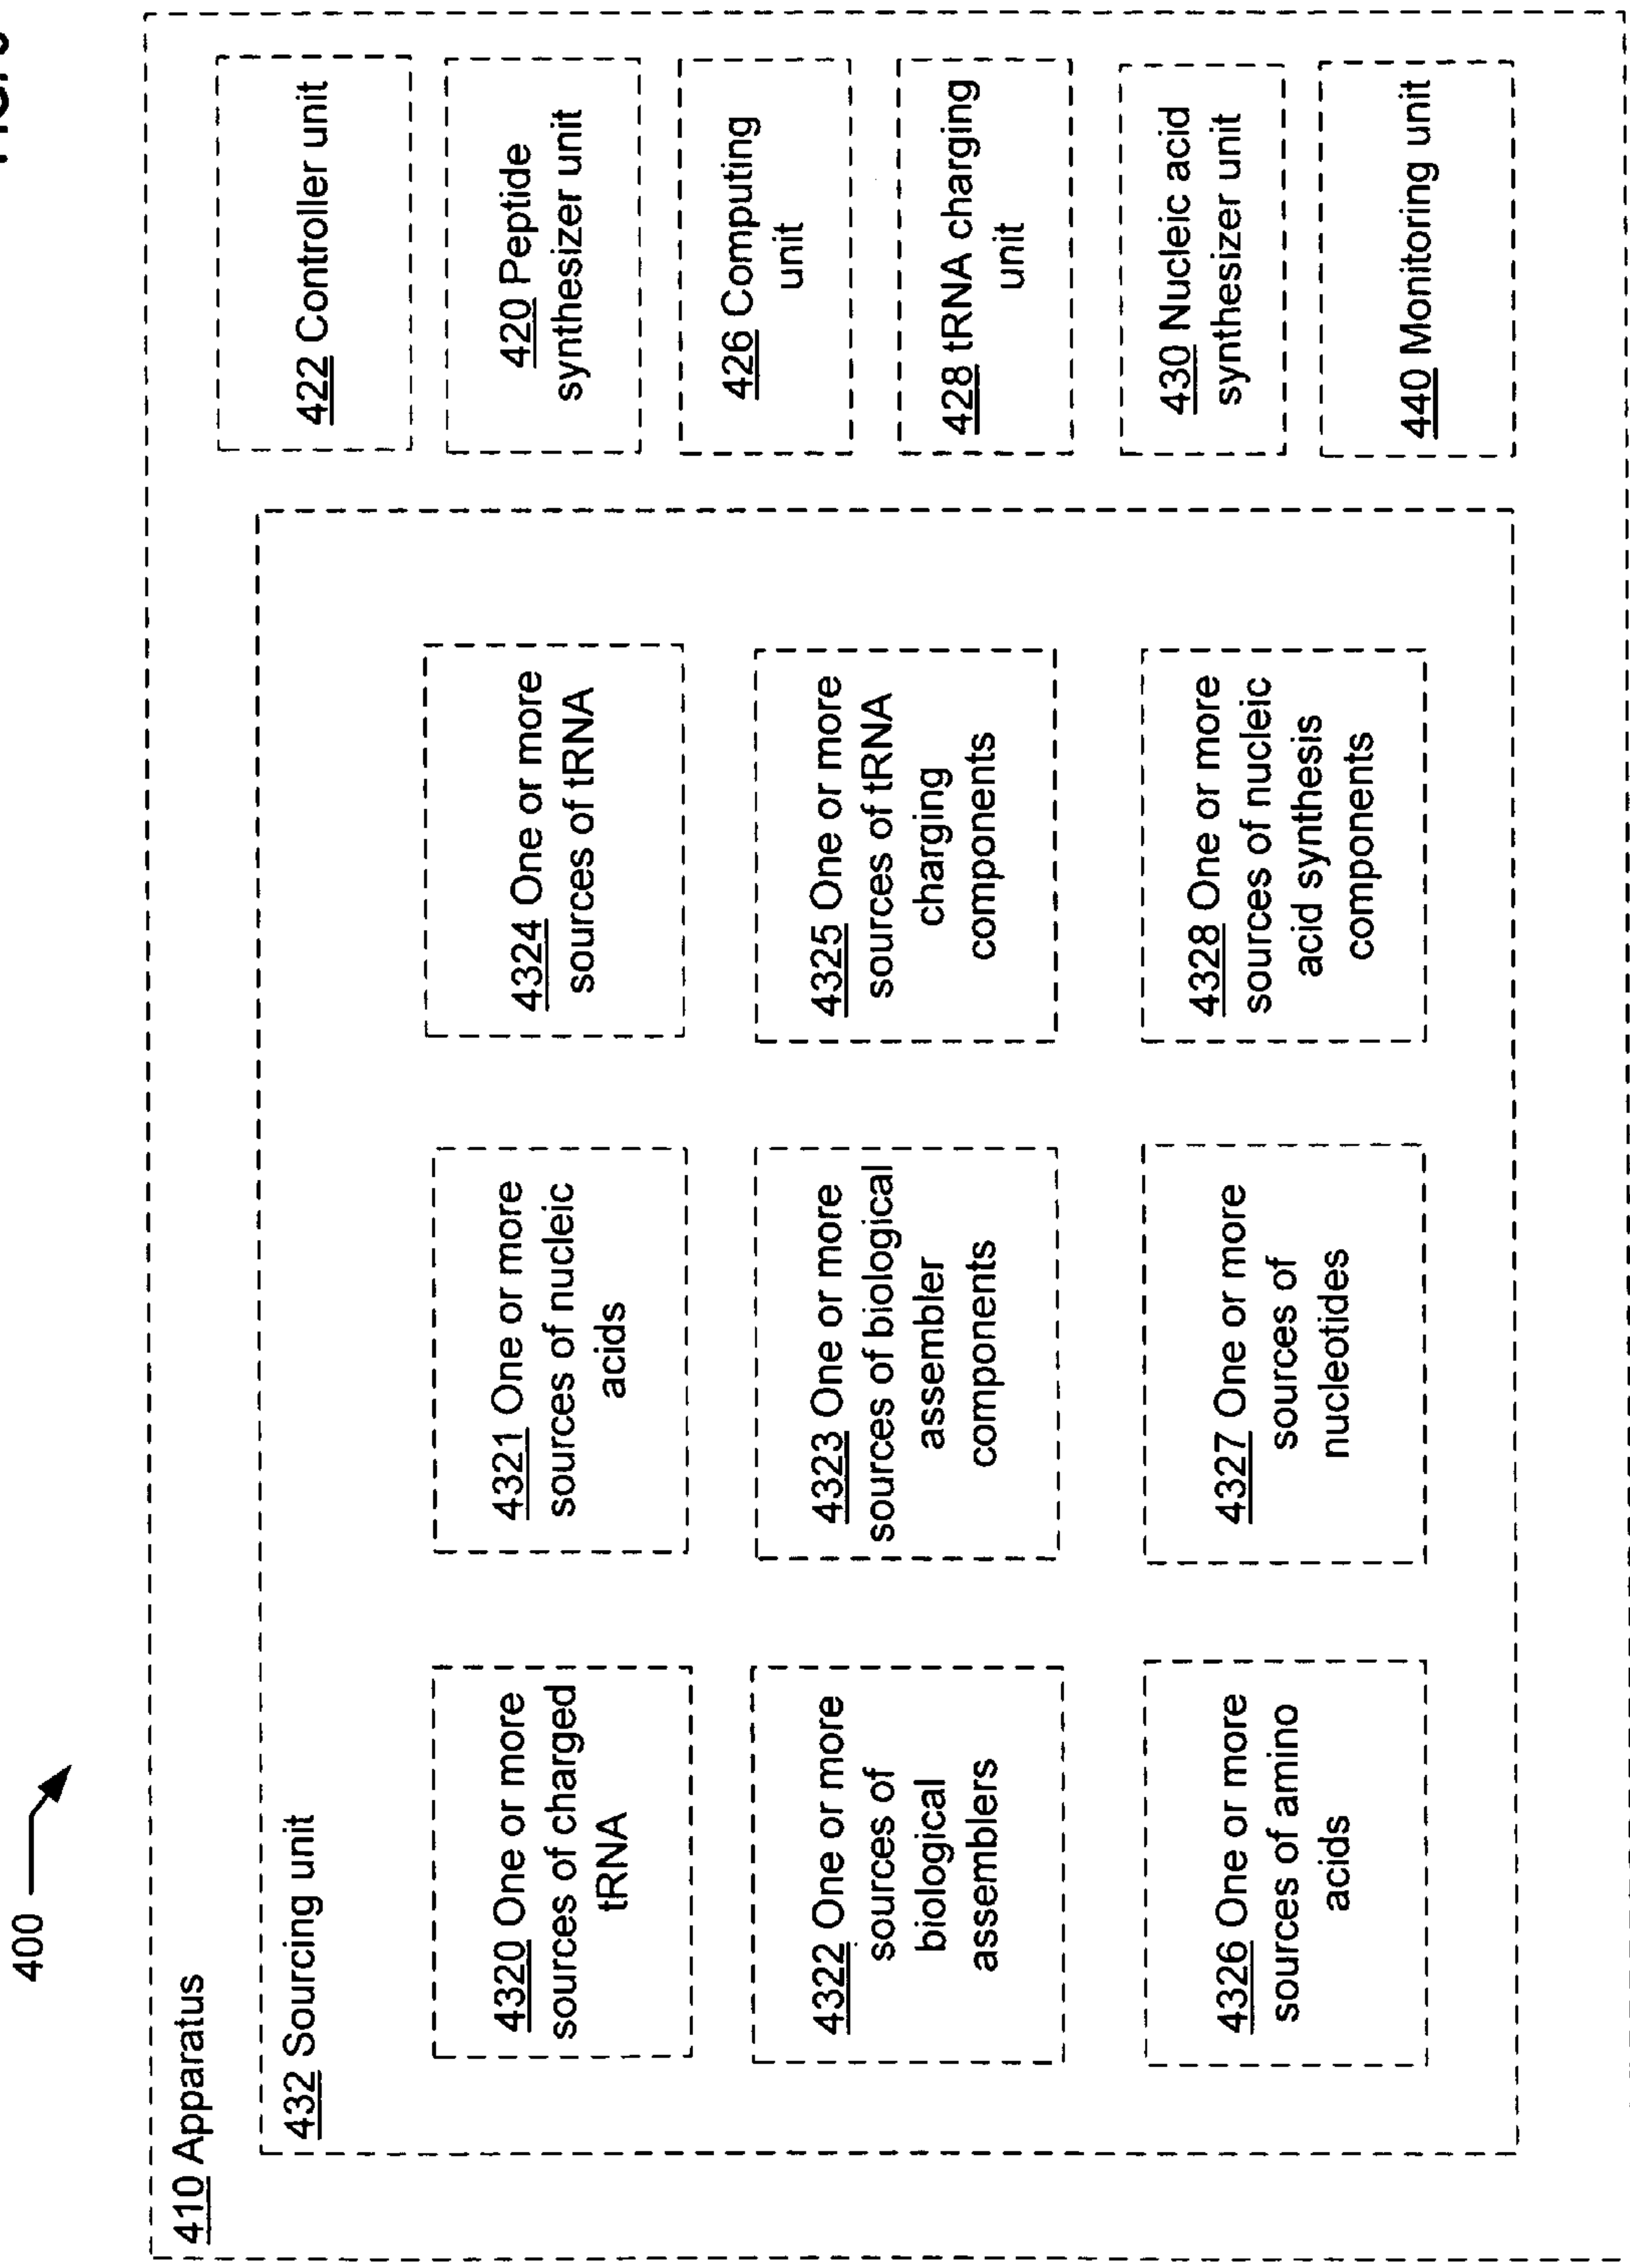 400
410 Apparatus
432 Sourcing unit
4320 One or more
sources of charged
tRNA
4321 One or more
sources of nucleic
acids
4324 One or more
sources of tRNA
4322 One or more
sources of
biological
assemblers
4323 One or more
sources of biological
assembler
components
4325 One or more
sources of tRNA
charging
components
4326 One or more
sources of amino
acids
4327 One or more
sources of
nucleotides
4328 One or more
sources of nucleic
acid synthesis
components
422 Controller unit
420 Peptide
synthesizer unit
426 Computing
unit
428 tRNA charging
unit
430 Nucleic acid
synthesizer unit
440 Monitoring unit